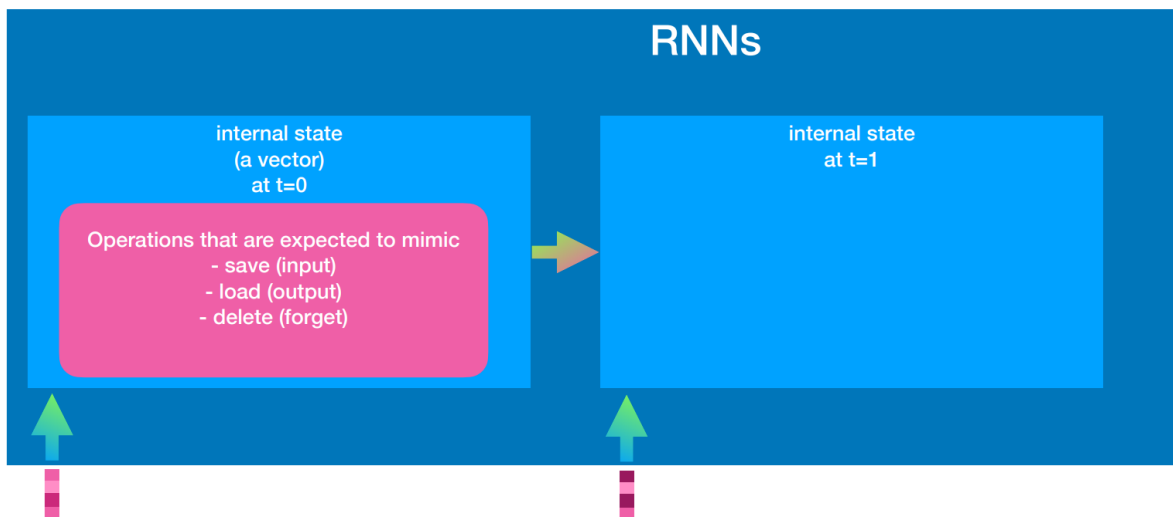 RNNs
internal state
(a vector)
at t=0
Operations that are expected to mimic
- save (input)
- load (output)
- delete (forget)
internal state
at t=1